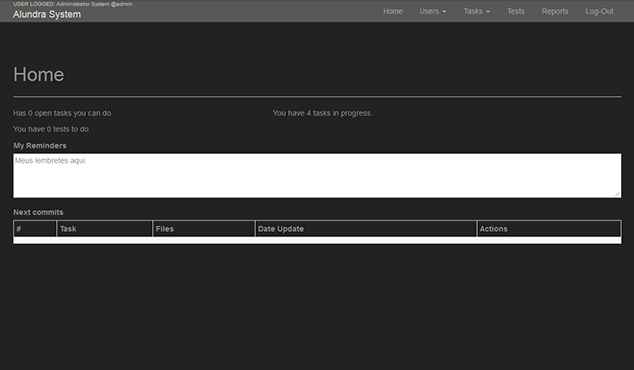 USER LOGGED: Administrator System @admin
Alundra System
Home Users Tasks Tests Reports Log-Out
Home
Has 0 open tasks you can do. You have 4 tasks in progress.
You have 0 tests to do.
My Reminders
Meus lembretes aqui.
Next commits
# Task Files Date Update Actions